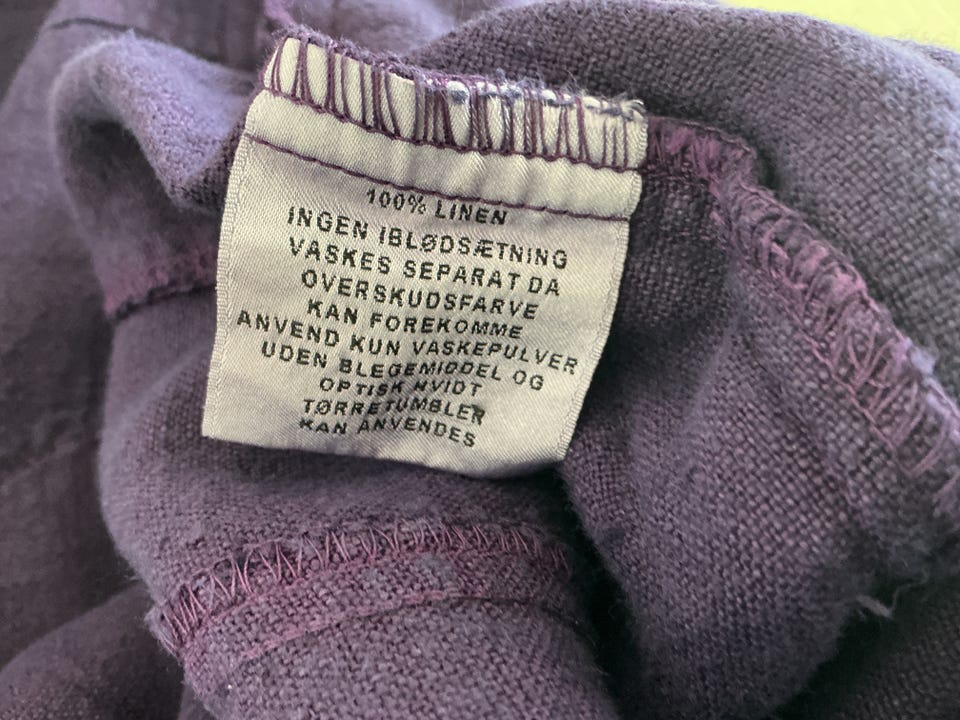 100% LINEN
INGEN IBLØDSÆTNING
VASKES SEPARAT DA
OVERSKUDSFARVE
KAN FOREKOMME
ANVEND KUN VASKEPULVER
UDEN BLEGEMIDDEL OG
OPTISK HVIDT
TØRRETUMBLER
KAN ANVENDES